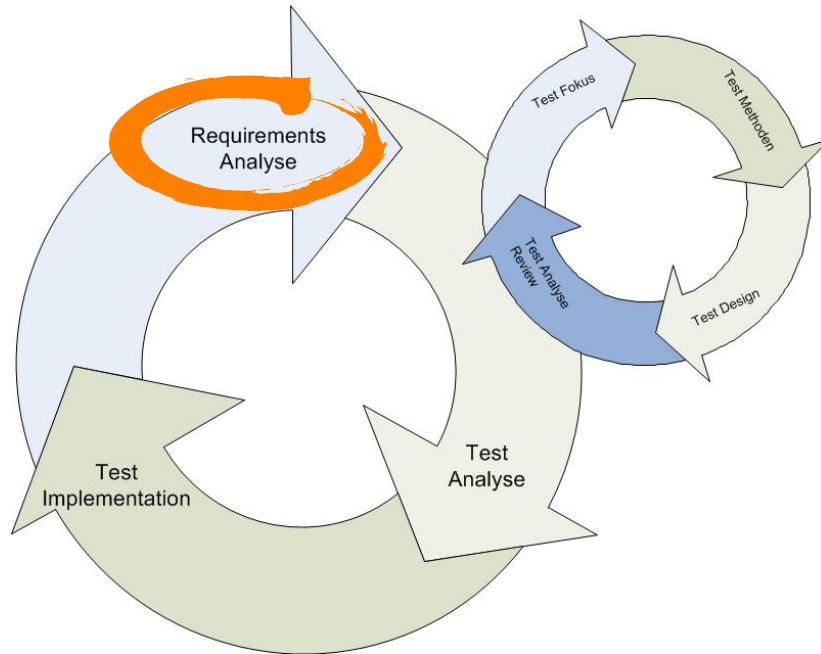 Requirements
Analyse
Test
Analyse
Test
Implementation
Test Fokus
Test Methoden
Test Design
Test Analyse
Review